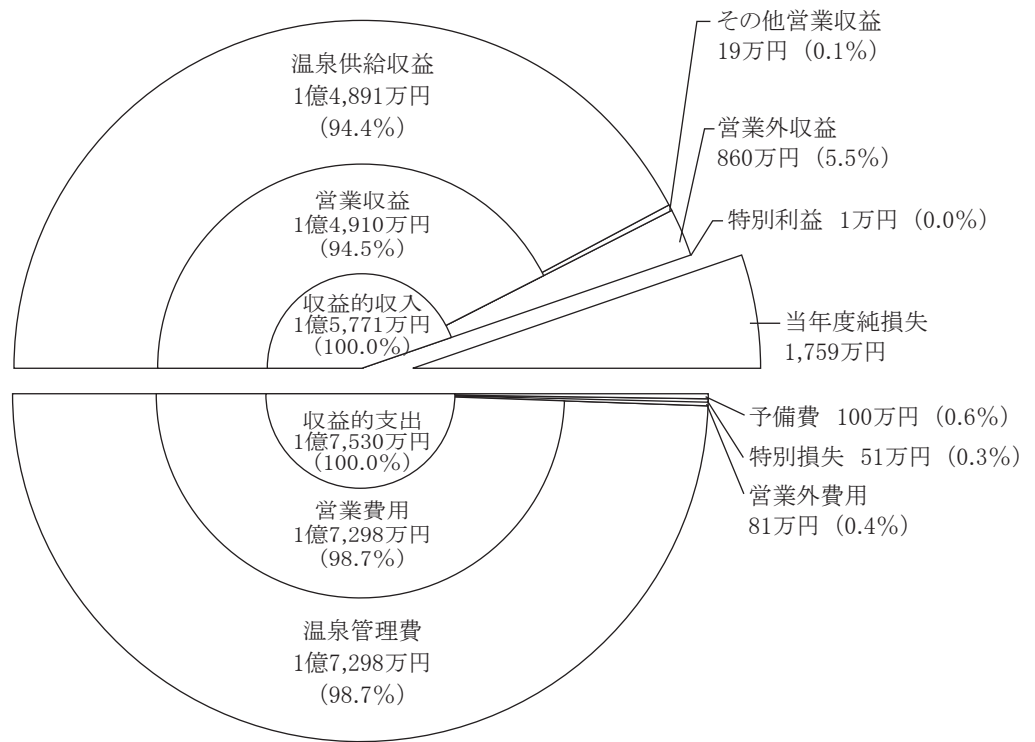 その他営業収益
19万円（0.1%）
温泉供給収益
1億4,891万円
（94.4%）
営業外収益
860万円（5.5%）
営業収益
1億4,910万円
（94.5%）
特別利益 1万円（0.0%）
収益的収入
1億5,771万円
（100.0%）
当年度純損失
1,759万円
収益的支出
1億7,530万円
（100.0%）
予備費 100万円（0.6%）
特別損失 51万円（0.3%）
営業外費用
81万円（0.4%）
営業費用
1億7,298万円
（98.7%）
温泉管理費
1億7,298万円
（98.7%）